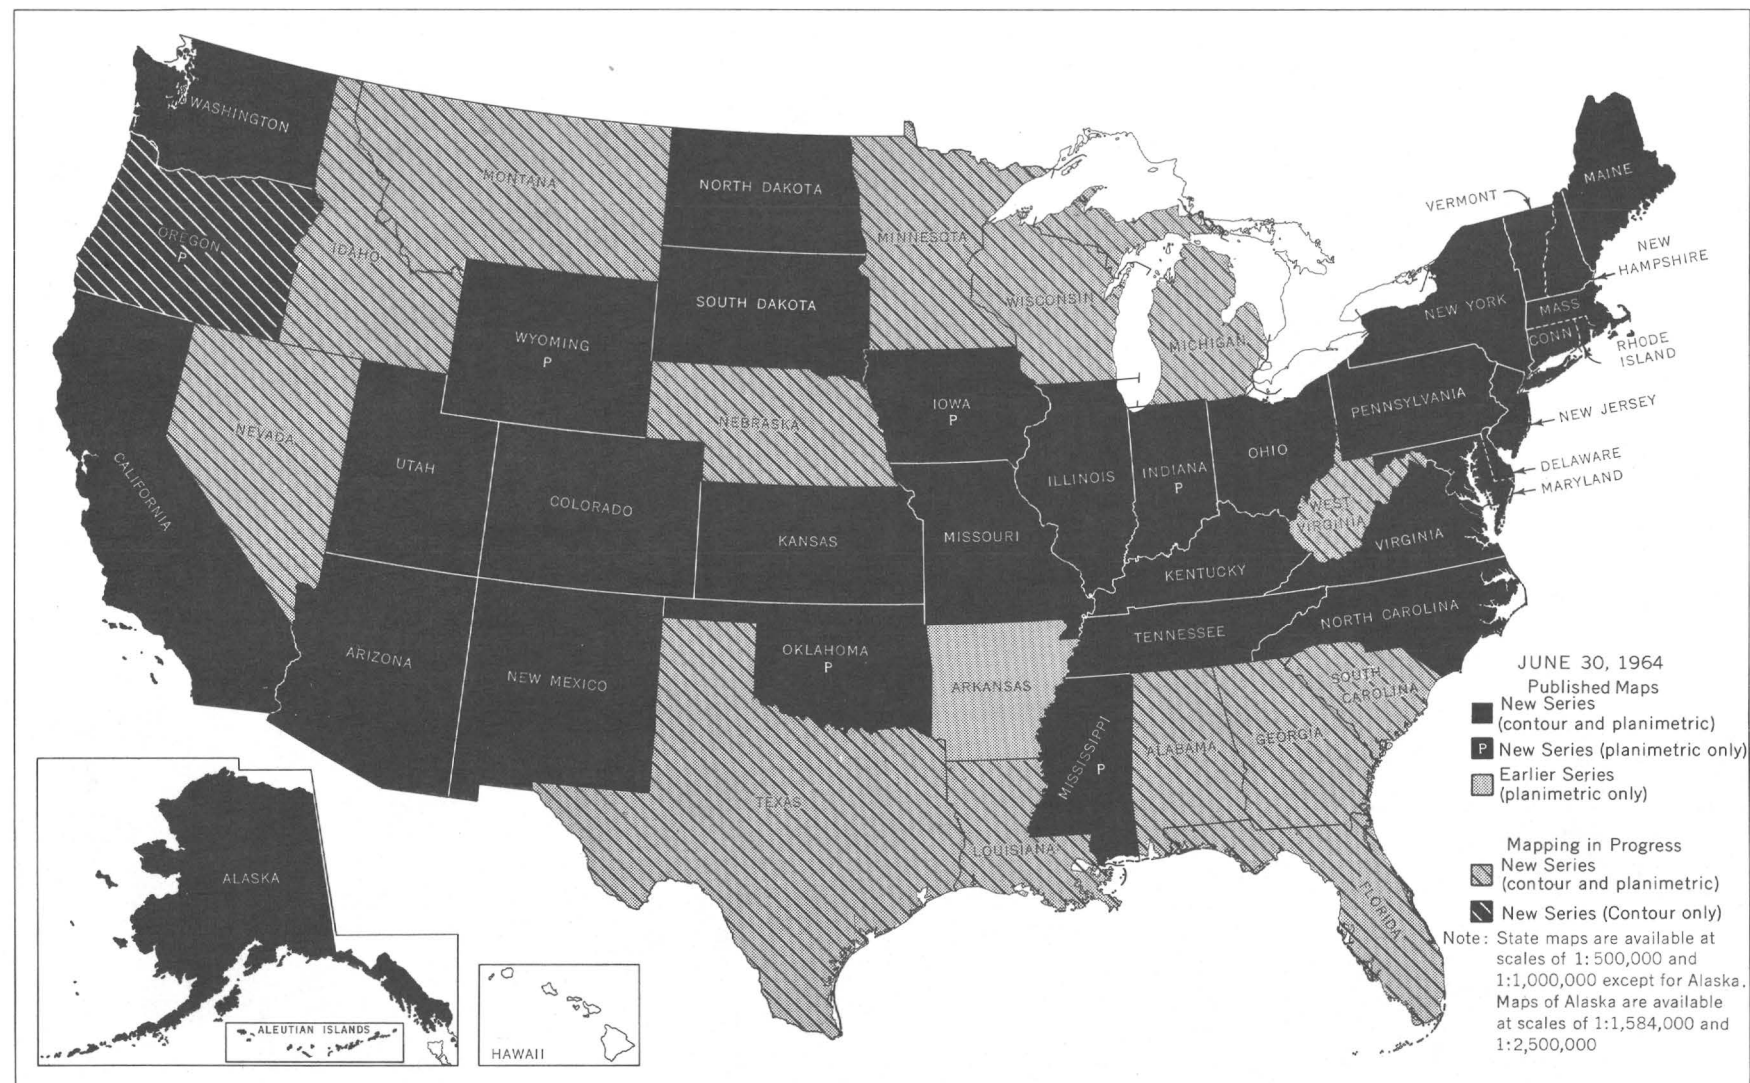 WASHINGTON
MONTANA
NORTH DAKOTA
MINNESOTA
VERMONT
MAINE
OREGON
P
IDAHO
SOUTH DAKOTA
WISCONSIN
MICHIGAN
NEW YORK
NEW
HAMPSHIRE
MASS
CONN
RHODE
ISLAND
WYOMING
P
IOWA
P
PENNSYLVANIA
NEW JERSEY
NEVADA
NEBRASKA
UTAH
COLORADO
ILLINOIS
INDIANA
P
OHIO
DELAWARE
MARYLAND
CALIFORNIA
KANSAS
MISSOURI
WEST
VIRGINIA
VIRGINIA
KENTUCKY
NORTH CAROLINA
TENNESSEE
ARIZONA
NEW MEXICO
OKLAHOMA
P
ARKANSAS
SOUTH
CAROLINA
MISSISSIPPI
P
ALABAMA
GEORGIA
TEXAS
LOUISIANA
FLORIDA
ALASKA
ALEUTIAN ISLANDS
HAWAII
JUNE 30, 1964
Published Maps
New Series
(contour and planimetric)
P New Series (planimetric only)
Earlier Series
(planimetric only)
Mapping in Progress
New Series
(contour and planimetric)
New Series (Contour only)
Note: State maps are available at
scales of 1:500,000 and
1:1,000,000 except for Alaska.
Maps of Alaska are available
at scales of 1:1,584,000 and
1:2,500,000